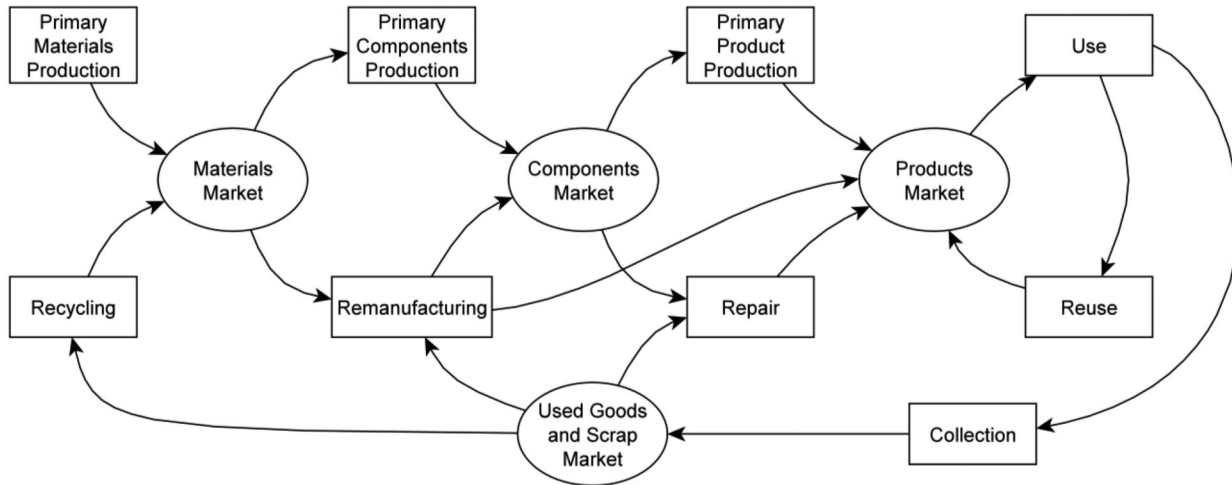 Primary
Materials
Production
Primary
Components
Production
Primary
Product
Production
Use
Materials
Market
Components
Market
Products
Market
Recycling
Remanufacturing
Repair
Reuse
Used Goods
and Scrap
Market
Collection